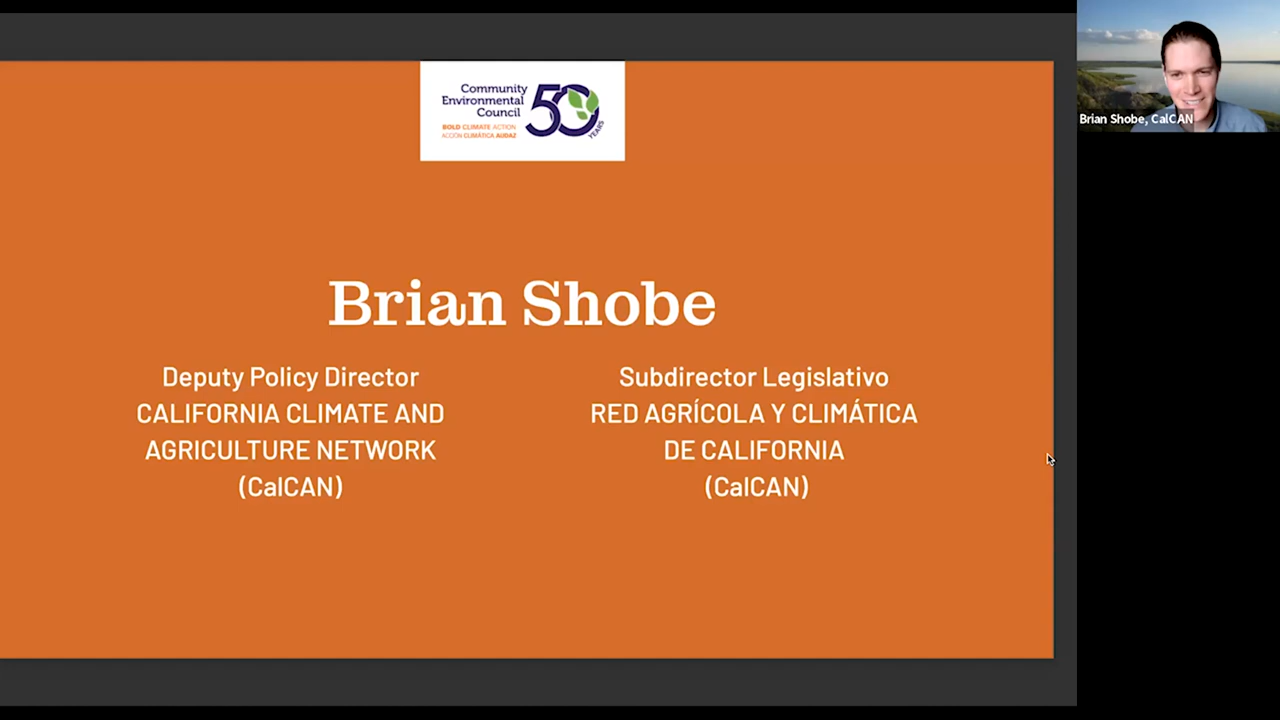 Community
Environmental
Council
50
YEARS
BOLD CLIMATE ACTION
ACCIÓN CLIMÁTICA AUDAZ
Brian Shobe, CalCAN
Brian Shobe
Deputy Policy Director
CALIFORNIA CLIMATE AND
AGRICULTURE NETWORK
(CalCAN)
Subdirector Legislativo
RED AGRÍCOLA Y CLIMÁTICA
DE CALIFORNIA
(CalCAN)